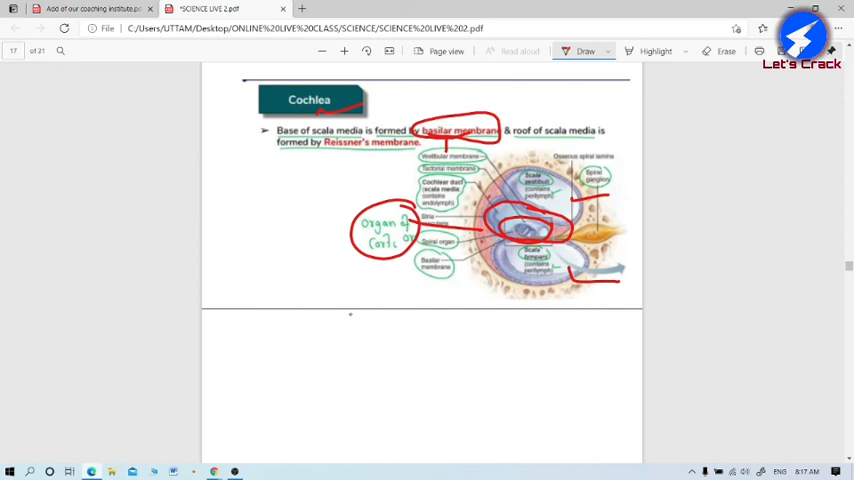 Add of our coaching institute.pd
*SCIENCE LIVE 2.pdf
File
C:/Users/UTTAM/Desktop/ONLINE%20LIVE%20CLASS/SCIENCE/SCIENCE%20LIVE%202.pdf
Let's Crack
17 of 21
Page view
Read aloud
Draw
Highlight
Erase
Cochlea
➢ Base of scala media is formed by basilar membrane & roof of scala media is
formed by Reissner's membrane.
Vestibular membrane
Tectorial membrane
Cochlear duct
/scala media
(contains
endolymph)
Stria
Spiral organ
Basilar
membrane
Organ of
Corti
or
Scala
vestibuli
(contains
perilymph)
Scala
tympani
(contains
perilymph)
Osseous spiral lamina
Spiral
ganglion
ENG
8:17 AM